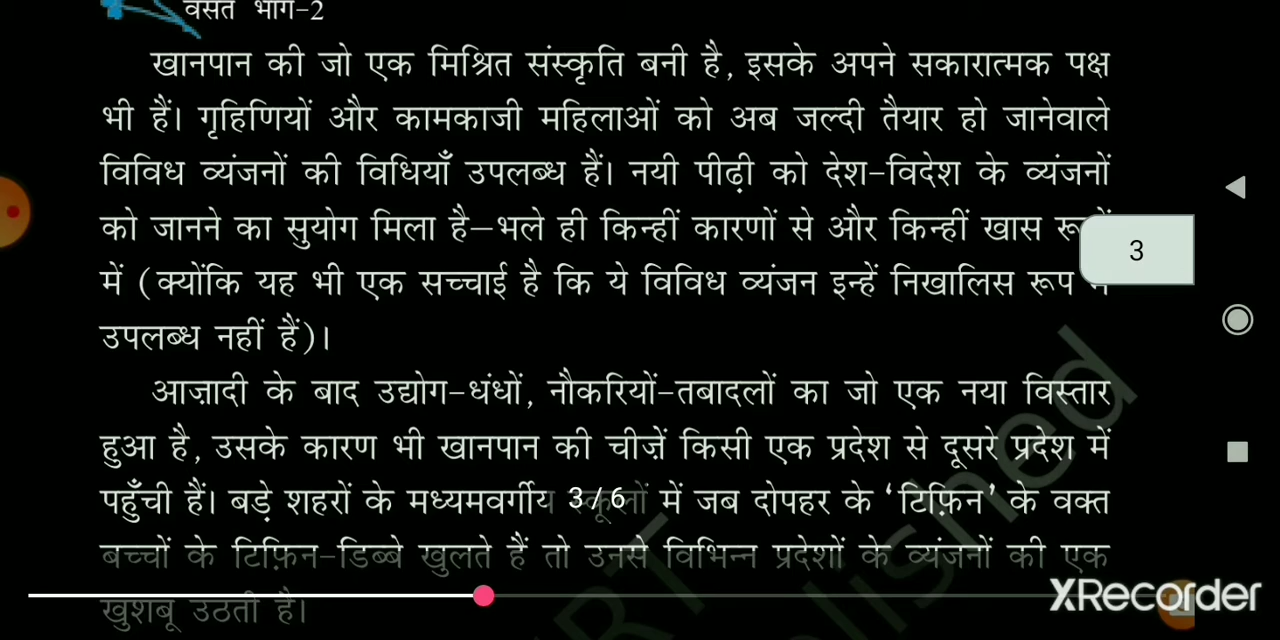 वसंत भाग-2
खानपान की जो एक मिश्रित संस्कृति बनी है, इसके अपने सकारात्मक पक्ष
भी हैं। गृहिणियों और कामकाजी महिलाओं को अब जल्दी तैयार हो जानेवाले
विविध व्यंजनों की विधियाँ उपलब्ध हैं। नयी पीढ़ी को देश-विदेश के व्यंजनों
को जानने का सुयोग मिला है—भले ही किन्हीं कारणों से और किन्हीं खास
3
में (क्योंकि यह भी एक सच्चाई है कि ये विविध व्यंजन इन्हें निखालिस रूप
उपलब्ध नहीं हैं)।
आज़ादी के बाद उद्योग-धंधों, नौकरियों-तबादलों का जो एक नया विस्तार
हुआ है, उसके कारण भी खानपान की चीज़ें किसी एक प्रदेश से दूसरे प्रदेश में
पहुँची हैं। बड़े शहरों के मध्यमवर्गीय स्कूलों में जब दोपहर के ‘टिफ़िन’ के वक्त
3 / 6
बच्चों के टिफ़िन-डिब्बे खुलते हैं तो उनसे विभिन्न प्रदेशों के व्यंजनों की एक
खुशबू उठती है।
XRecorder